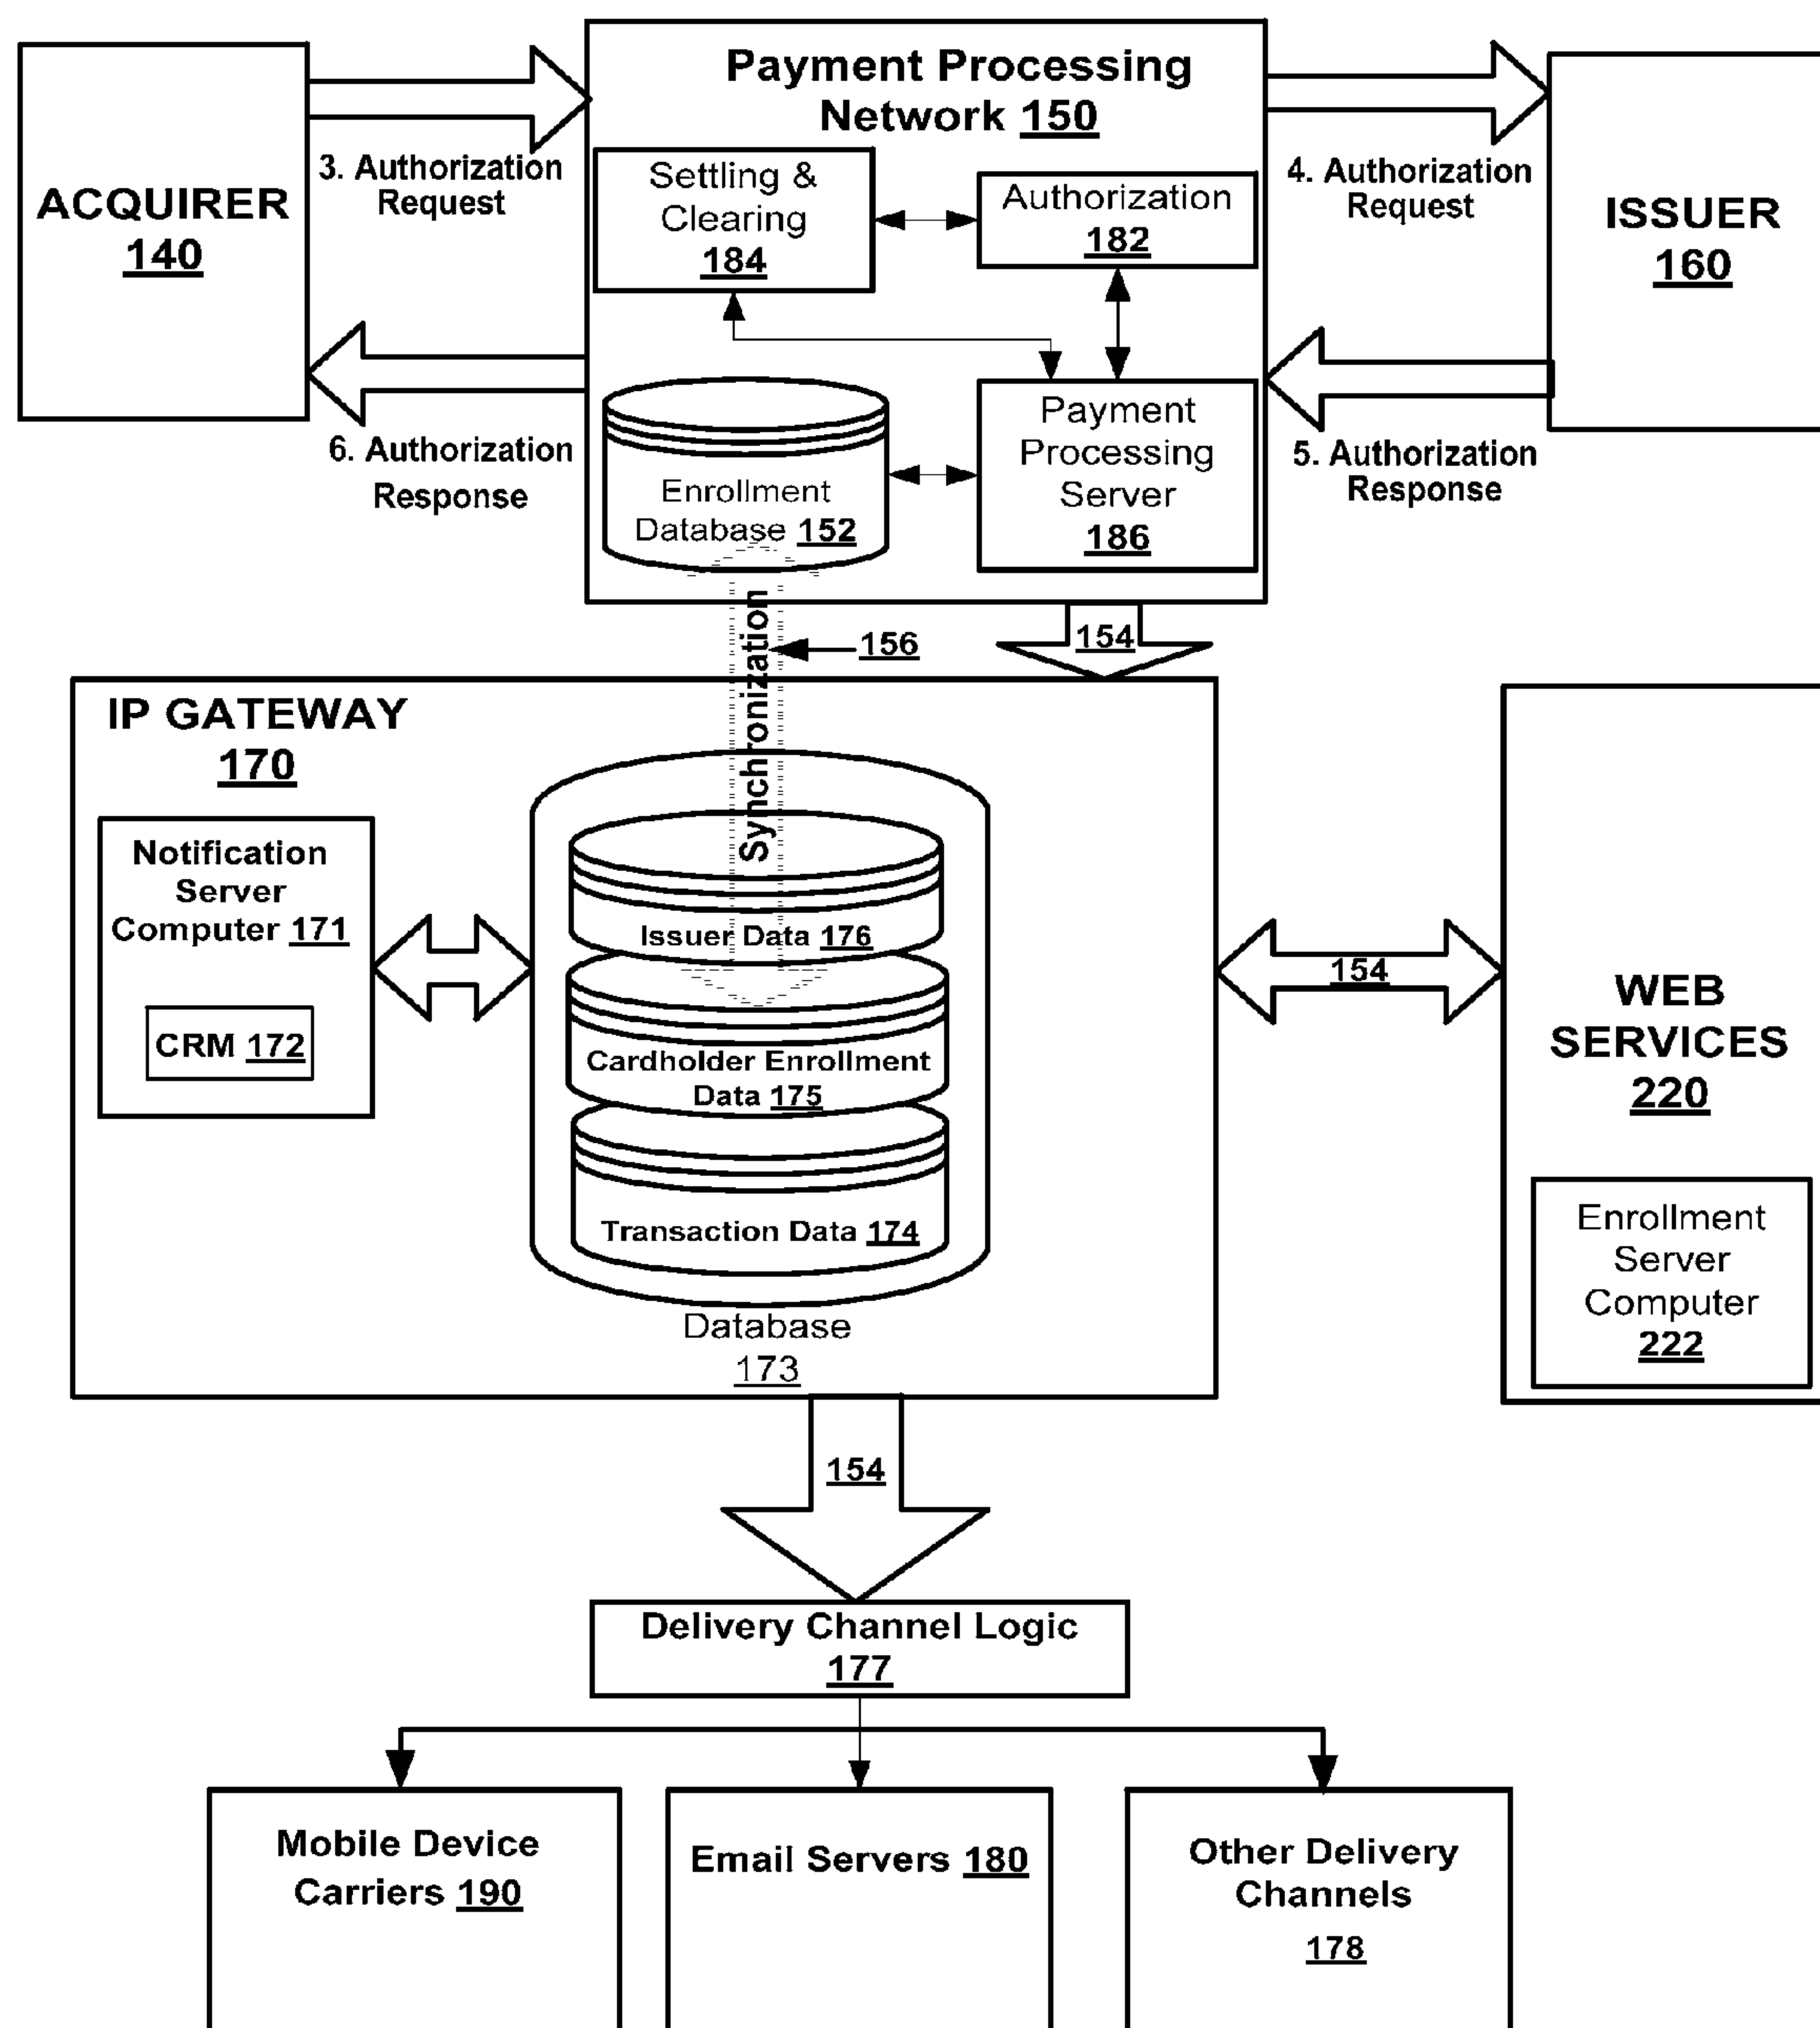 Payment Processing
Network 150
ACQUIRER
140
3. Authorization
Request
Settling &
Clearing
184
Authorization
182
4. Authorization
Request
ISSUER
160
6. Authorization
Response
Enrollment
Database 152
Payment
Processing
Server
186
5. Authorization
Response
Synchronization
156
154
IP GATEWAY
170
Notification
Server
Computer 171
CRM 172
Issuer Data 176
Cardholder Enrollment
Data 175
Transaction Data 174
Database
173
154
WEB
SERVICES
220
Enrollment
Server
Computer
222
154
Delivery Channel Logic
177
Mobile Device
Carriers 190
Email Servers 180
Other Delivery
Channels
178